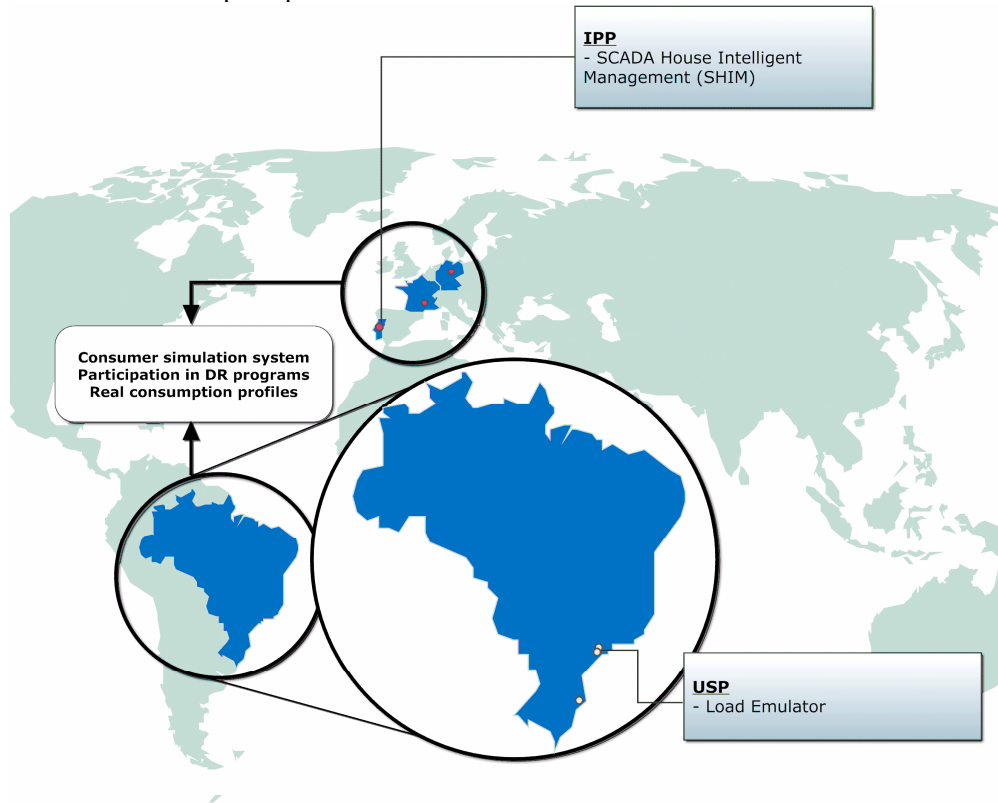 IPP
- SCADA House Intelligent
Management (SHIM)
Consumer simulation system
Participation in DR programs
Real consumption profiles
USP
- Load Emulator